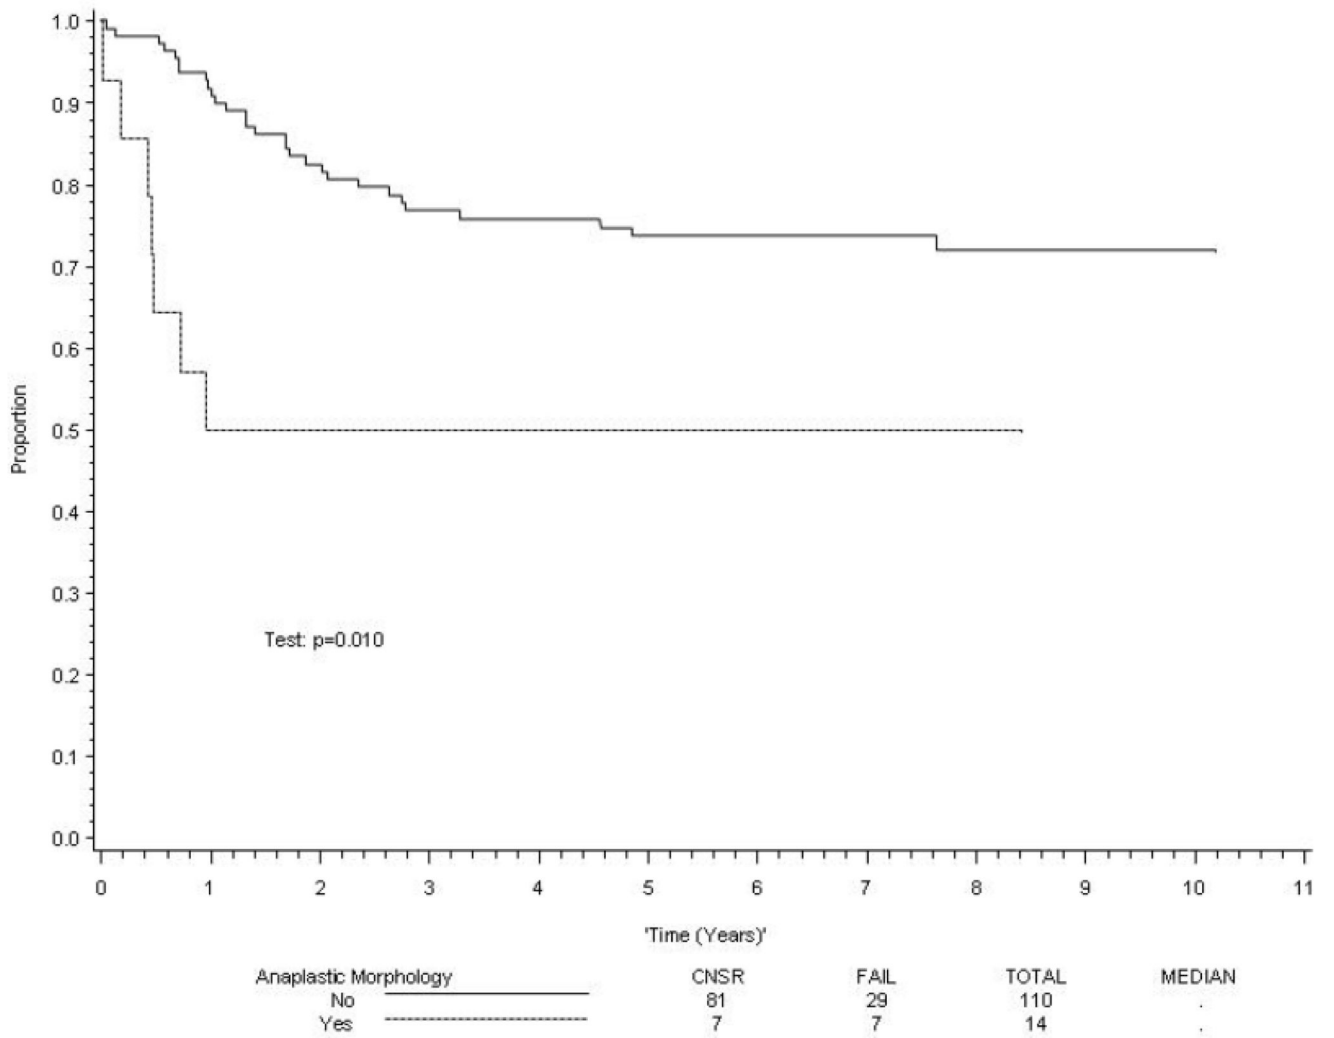 1.0
0.9
0.8
0.7
0.6
0.5
0.4
0.3
0.2
0.1
0.0
Proportion
Test: p=0.010
0 1 2 3 4 5 6 7 8 9 10 11
'Time (Years)'
Anaplastic Morphology CNSR FAIL TOTAL MEDIAN
No 81 29 110 .
Yes 7 7 14 .